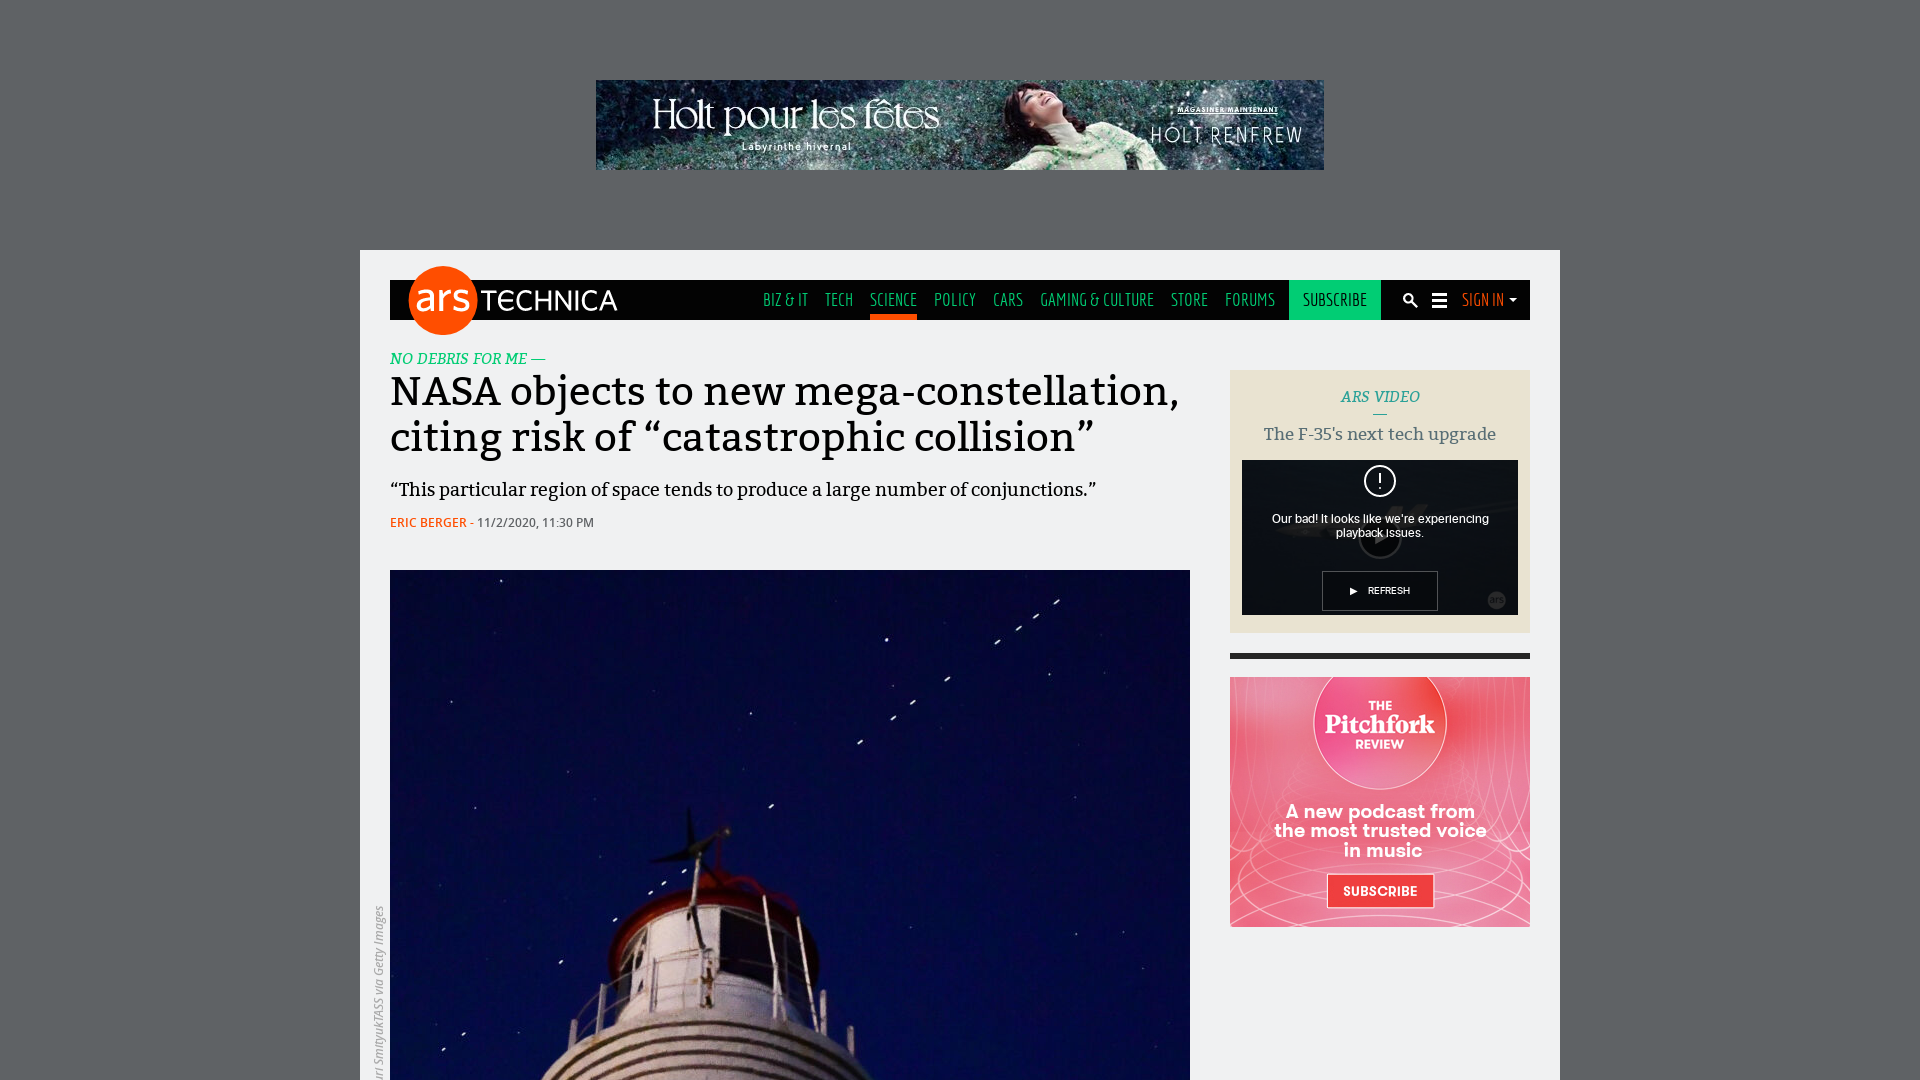 Holt pour les fêtes
Labyrinthe hivernal
MAGASINER MAINTENANT
HOLT RENFREW
ars TECHNICA
BIZ & IT TECH SCIENCE POLICY CARS GAMING & CULTURE STORE FORUMS SUBSCRIBE SIGN IN
NO DEBRIS FOR ME —
NASA objects to new mega-constellation,
citing risk of “catastrophic collision”
“This particular region of space tends to produce a large number of conjunctions.”
ERIC BERGER - 11/2/2020, 11:30 PM
SmityukTASS via Getty Images
ARS VIDEO
The F-35's next tech upgrade
Our bad! It looks like we're experiencing
playback issues.
REFRESH
ars
THE
Pitchfork
REVIEW
A new podcast from
the most trusted voice
in music
SUBSCRIBE